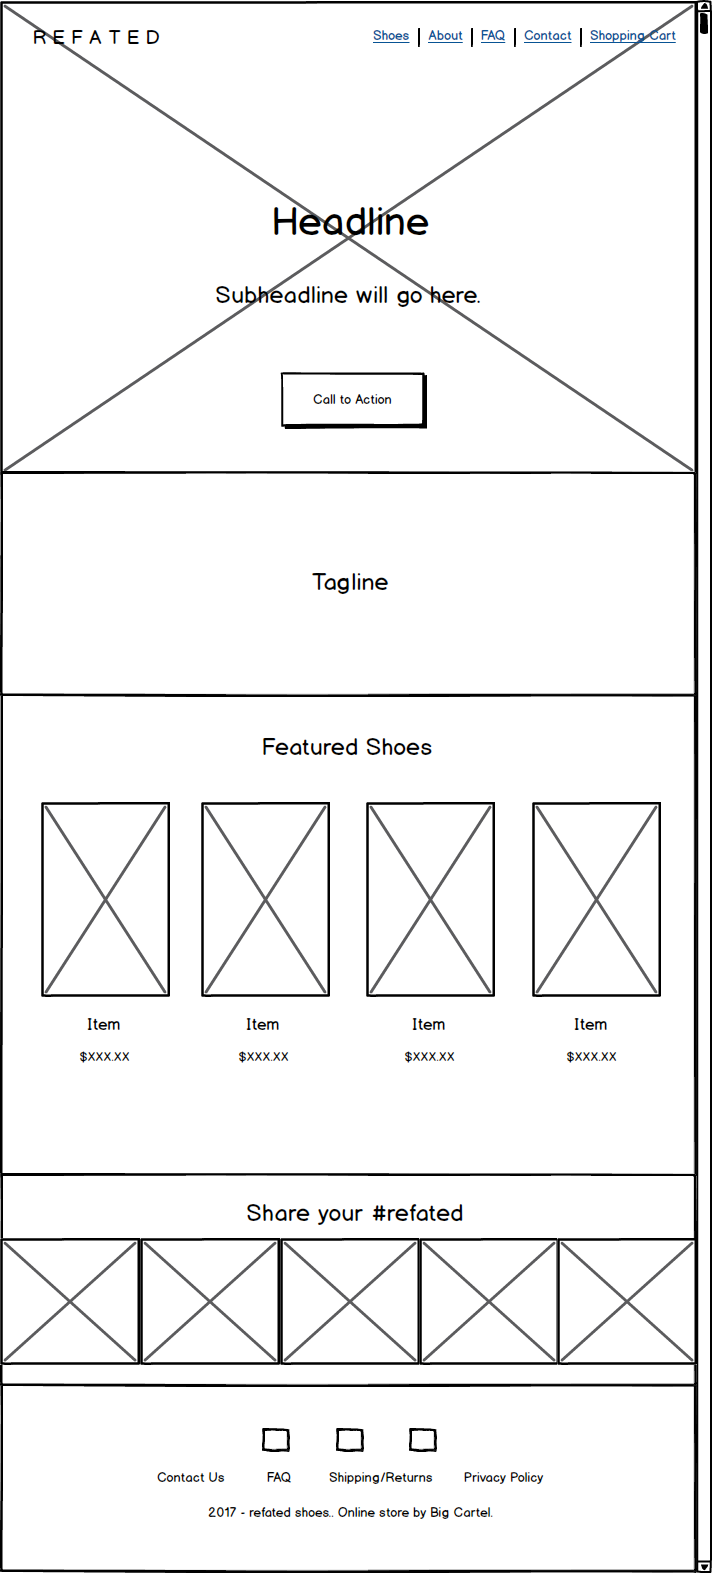 REFATED
Shoes About FAQ Contact Shopping Cart
Headline
Subheadline will go here.
Call to Action
Tagline
Featured Shoes
Item Item Item Item
$XXX.XX $XXX.XX $XXX.XX $XXX.XX
Share your #refated
Contact Us FAQ Shipping/Returns Privacy Policy
2017 - refated shoes.. Online store by Big Cartel.